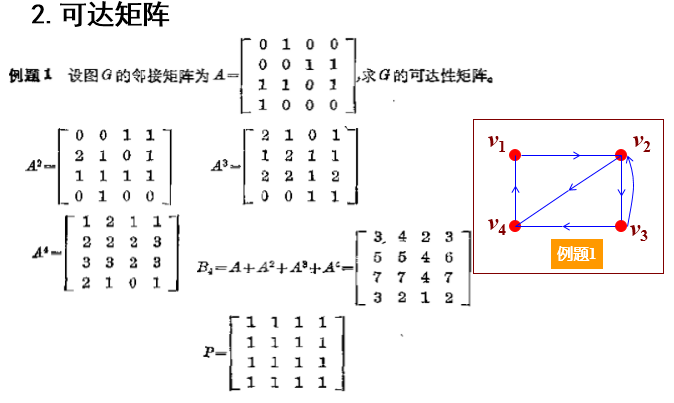 2. 可达矩阵
例题1 设图G的邻接矩阵为A=[0 1 0 0
0 0 1 1
1 1 0 1
1 0 0 0],求G的可达性矩阵。
A²=[0 0 1 1
2 1 0 1
1 1 1 1
0 1 0 0]
A³=[2 1 0 1
1 2 1 1
2 2 1 2
0 0 1 1]
A⁴=[1 2 1 1
2 2 2 3
3 3 2 3
2 1 0 1]
B₄=A+A²+A³+A⁴=[3 4 2 3
5 5 4 6
7 7 4 7
3 2 1 2]
P=[1 1 1 1
1 1 1 1
1 1 1 1
1 1 1 1]
v₁
v₂
v₄
v₃
例题1